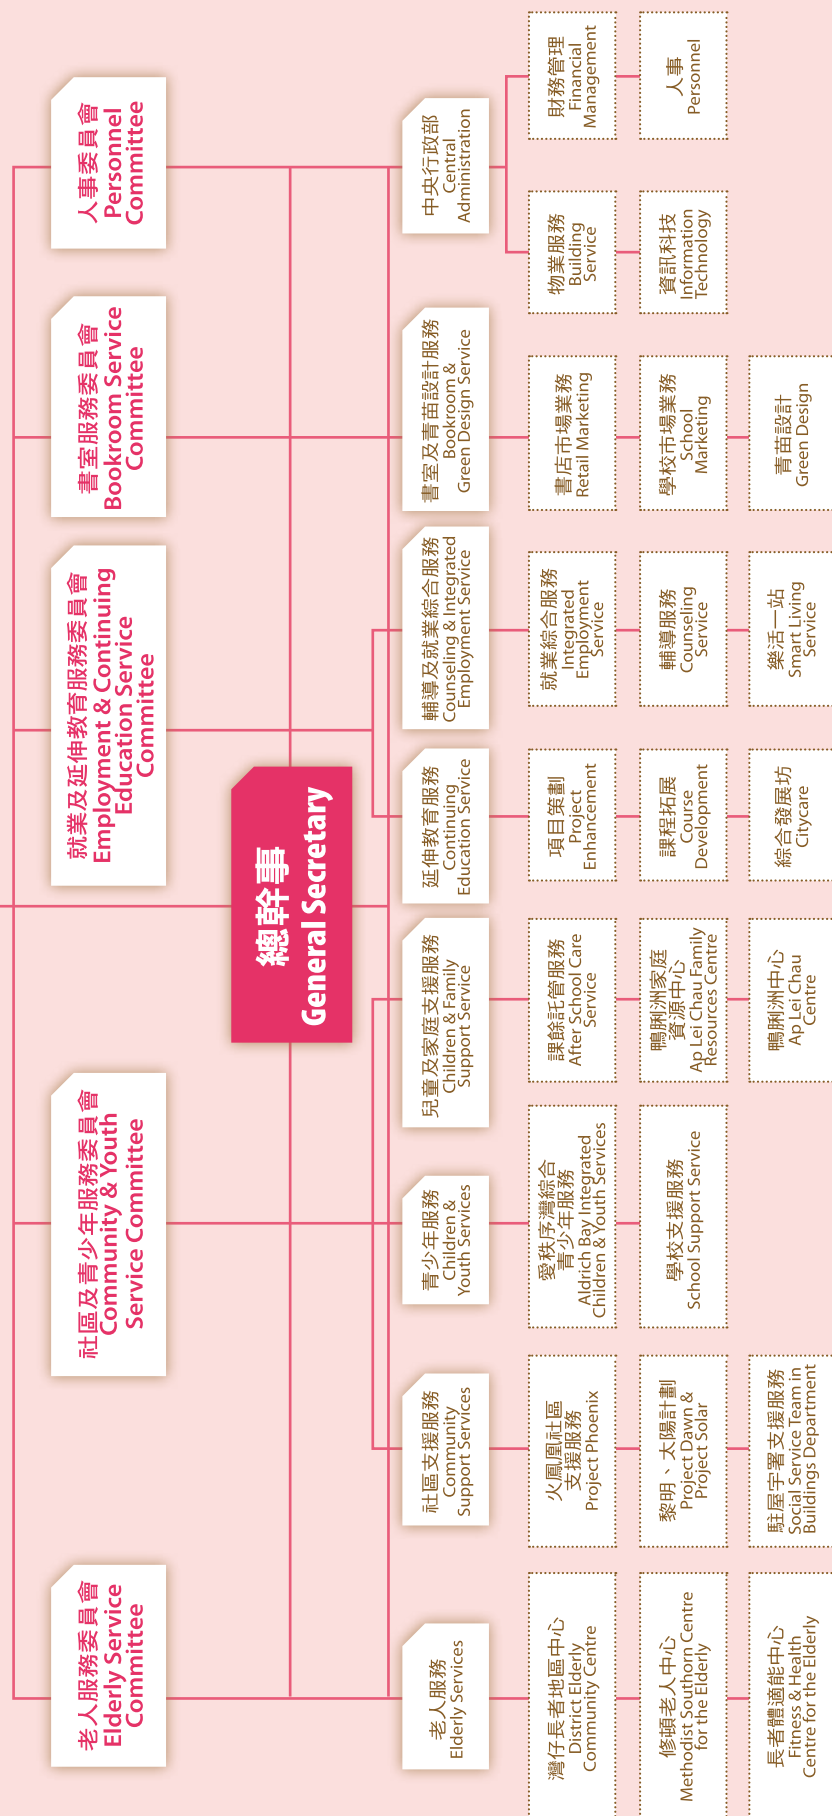 老人服務委員會
Elderly Service
Committee
社區及青少年服務委員會
Community & Youth
Service Committee
就業及延伸教育服務委員會
Employment & Continuing
Education Service
Committee
書室服務委員會
Bookroom Service
Committee
人事委員會
Personnel
Committee
總幹事
General Secretary
老人服務
Elderly Services
社區支援服務
Community
Support Services
青少年服務
Children &
Youth Services
兒童及家庭支援服務
Children & Family
Support Service
延伸教育服務
Continuing
Education Service
輔導及就業綜合服務
Counseling & Integrated
Employment Service
書室及青苗設計服務
Bookroom &
Green Design Service
中央行政部
Central
Administration
灣仔長者地區中心
District Elderly
Community Centre
火鳳凰社區
支援服務
Project Phoenix
愛秩序灣綜合
青少年服務
Aldrich Bay Integrated
Children & Youth Services
課餘託管服務
After School Care
Service
項目策劃
Project
Enhancement
就業綜合服務
Integrated
Employment
Service
書店市場業務
Retail Marketing
物業服務
Building
Service
財務管理
Financial
Management
修頓老人中心
Methodist Southorn Centre
for the Elderly
黎明、太陽計劃
Project Dawn &
Project Solar
學校支援服務
School Support Service
鴨脷洲家庭
資源中心
Ap Lei Chau Family
Resources Centre
課程拓展
Course
Development
輔導服務
Counseling
Service
學校市場業務
School
Marketing
資訊科技
Information
Technology
人事
Personnel
長者體適能中心
Fitness & Health
Centre for the Elderly
駐屋宇署支援服務
Social Service Team in
Buildings Department
鴨脷洲中心
Ap Lei Chau
Centre
綜合發展坊
Citycare
樂活一站
Smart Living
Service
青苗設計
Green Design